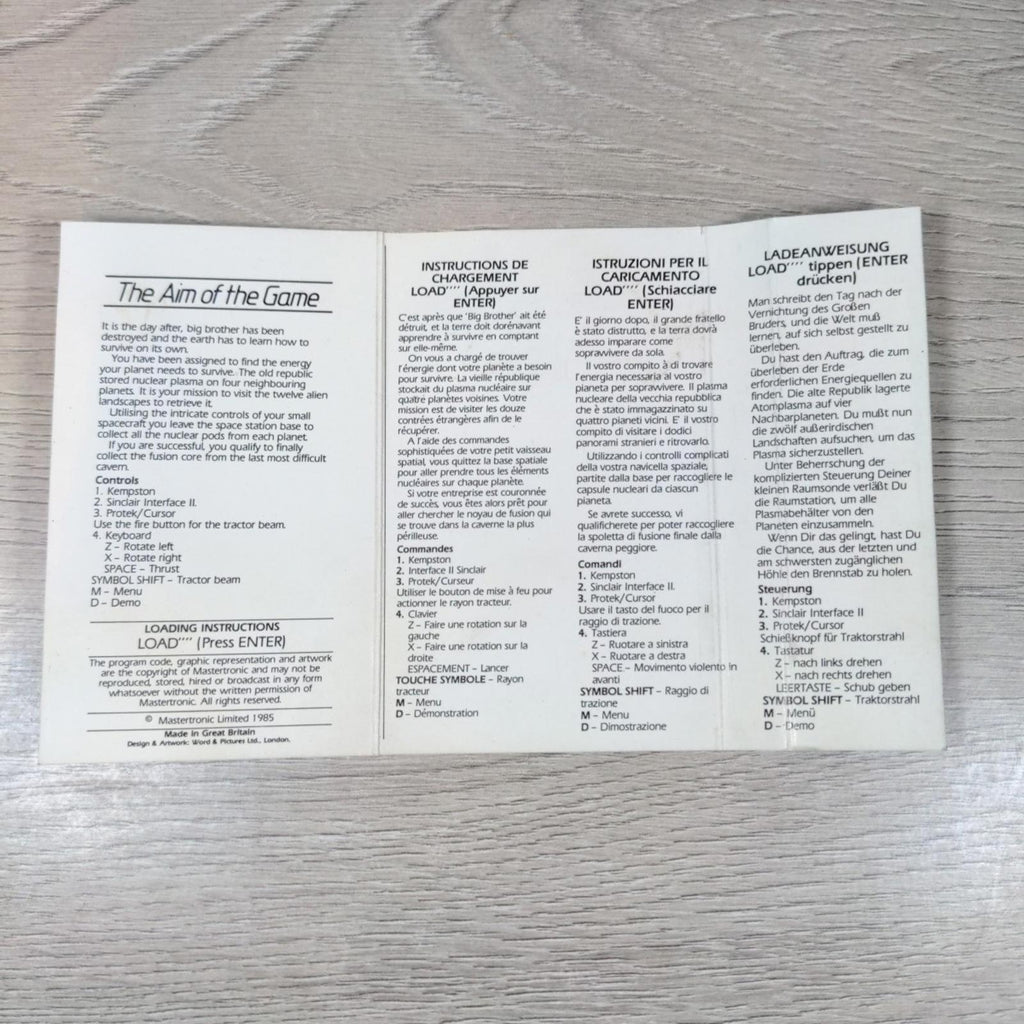 The Aim of the Game
It is the day after, big brother has been
destroyed and the earth has to learn how to
survive on its own.
You have been assigned to find the energy
your planet needs to survive. The old republic
stored nuclear plasma on four neighbouring
planets. It is your mission to visit the twelve alien
landscapes to retrieve it.
Utilising the intricate controls of your small
spacecraft you leave the space station base to
collect all the nuclear pods from each planet.
If you are successful, you qualify to finally
collect the fusion core from the last most difficult
cavern.
Controls
1. Kempston
2. Sinclair Interface II.
3. Protek/Cursor
Use the fire button for the tractor beam.
4. Keyboard
Z – Rotate left
X – Rotate right
SPACE – Thrust
SYMBOL SHIFT – Tractor beam
M – Menu
D – Demo
LOADING INSTRUCTIONS
LOAD"" (Press ENTER)
The program code, graphic representation and artwork
are the copyright of Mastertronic and may not be
reproduced, stored, hired or broadcast in any form
whatsoever without the written permission of
Mastertronic. All rights reserved.
© Mastertronic Limited 1985
Made in Great Britain
Design & Artwork: Word & Pictures Ltd., London.
INSTRUCTIONS DE
CHARGEMENT
LOAD"" (Appuyer sur
ENTER)
C'est après que 'Big Brother' ait été
détruit, et la terre doit dorénavant
apprendre à survivre en comptant
sur elle-même.
On vous a chargé de trouver
l'énergie dont votre planète a besoin
pour survivre. La vieille république
stockait du plasma nucléaire sur
quatre planètes voisines. Votre
mission est de visiter les douze
contrées étrangères afin de le
récupérer.
A l'aide des commandes
sophistiquées de votre petit vaisseau
spatial, vous quittez la base spatiale
pour aller prendre tous les éléments
nucléaires sur chaque planète.
Si votre entreprise est couronnée
de succès, vous êtes alors prêt pour
aller chercher le noyau de fusion qui
se trouve dans la caverne la plus
périlleuse.
Commandes
1. Kempston
2. Interface II Sinclair
3. Protek/Curseur
Utiliser le bouton de mise à feu pour
actionner le rayon tracteur.
4. Clavier
Z – Faire une rotation sur la
gauche
X – Faire une rotation sur la
droite
ESPACEMENT – Lancer
TOUCHE SYMBOLE – Rayon
tracteur
M – Menu
D – Démonstration
ISTRUZIONI PER IL
CARICAMENTO
LOAD"" (Schiacciare
ENTER)
E' il giorno dopo, il grande fratello
è stato distrutto, e la terra dovrà
adesso imparare come
sopravvivere da sola.
Il vostro compito è di trovare
l'energia necessaria al vostro
pianeta per sopravvivere. Il plasma
nucleare della vecchia repubblica
che è stato immagazzinato su
quattro pianeti vicini. E' il vostro
compito di visitare i dodici
panorami stranieri e ritrovarlo.
Utilizzando i controlli complicati
della vostra navicella spaziale,
partite dalla base per raccogliere le
capsule nucleari da ciascun
pianeta.
Se avrete successo, vi
qualificherete per poter raccogliere
la spoletta di fusione finale dalla
caverna peggiore.
Comandi
1. Kempston
2. Sinclair Interface II.
3. Protek/Cursor
Usare il tasto del fuoco per il
raggio di trazione.
4. Tastiera
Z – Ruotare a sinistra
X – Ruotare a destra
SPACE – Movimento violento in
avanti
SYMBOL SHIFT – Raggio di
trazione
M – Menu
D – Dimostrazione
LADEANWEISUNG
LOAD"" tippen (ENTER
drücken)
Man schreibt den Tag nach der
Vernichtung des Großen
Bruders, und die Welt muß
lernen, auf sich selbst gestellt zu
überleben.
Du hast den Auftrag, die zum
überleben der Erde
erforderlichen Energiequellen zu
finden. Die alte Republik lagerte
Atomplasma auf vier
Nachbarplaneten. Du mußt nun
die zwölf außerirdischen
Landschaften aufsuchen, um das
Plasma sicherzustellen.
Unter Beherrschung der
komplizierten Steuerung Deiner
kleinen Raumsonde verläßt Du
die Raumstation, um alle
Plasmabehälter von den
Planeten einzusammeln.
Wenn Dir das gelingt, hast Du
die Chance, aus der letzten und
am schwersten zugänglichen
Höhle den Brennstab zu holen.
Steuerung
1. Kempston
2. Sinclair Interface II
3. Protek/Cursor
Schießknopf für Traktorstrahl
4. Tastatur
Z – nach links drehen
X – nach rechts drehen
LEERTASTE – Schub geben
SYMBOL SHIFT – Traktorstrahl
M – Menü
D – Demo